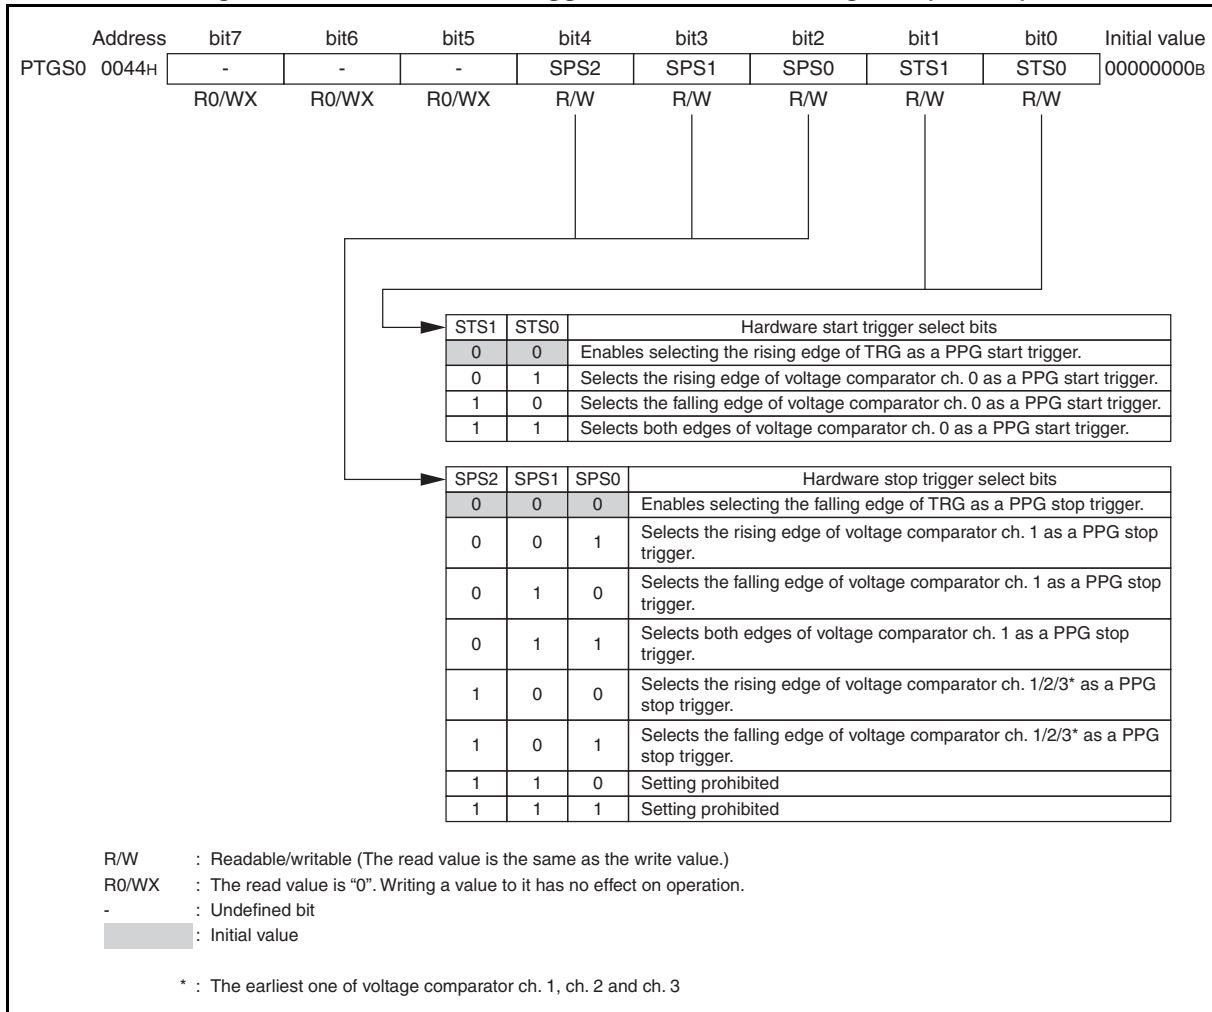 Address bit7 bit6 bit5 bit4 bit3 bit2 bit1 bit0 Initial value
PTGS0 0044H - - - SPS2 SPS1 SPS0 STS1 STS0 00000000B
R0/WX R0/WX R0/WX R/W R/W R/W R/W R/W
STS1 STS0 Hardware start trigger select bits
0 0 Enables selecting the rising edge of TRG as a PPG start trigger.
0 1 Selects the rising edge of voltage comparator ch. 0 as a PPG start trigger.
1 0 Selects the falling edge of voltage comparator ch. 0 as a PPG start trigger.
1 1 Selects both edges of voltage comparator ch. 0 as a PPG start trigger.
SPS2 SPS1 SPS0 Hardware stop trigger select bits
0 0 0 Enables selecting the falling edge of TRG as a PPG stop trigger.
0 0 1 Selects the rising edge of voltage comparator ch. 1 as a PPG stop
trigger.
0 1 0 Selects the falling edge of voltage comparator ch. 1 as a PPG stop
trigger.
0 1 1 Selects both edges of voltage comparator ch. 1 as a PPG stop
trigger.
1 0 0 Selects the rising edge of voltage comparator ch. 1/2/3* as a PPG
stop trigger.
1 0 1 Selects the falling edge of voltage comparator ch. 1/2/3* as a PPG
stop trigger.
1 1 0 Setting prohibited
1 1 1 Setting prohibited
R/W : Readable/writable (The read value is the same as the write value.)
R0/WX : The read value is “0”. Writing a value to it has no effect on operation.
- : Undefined bit
: Initial value
* : The earliest one of voltage comparator ch. 1, ch. 2 and ch. 3